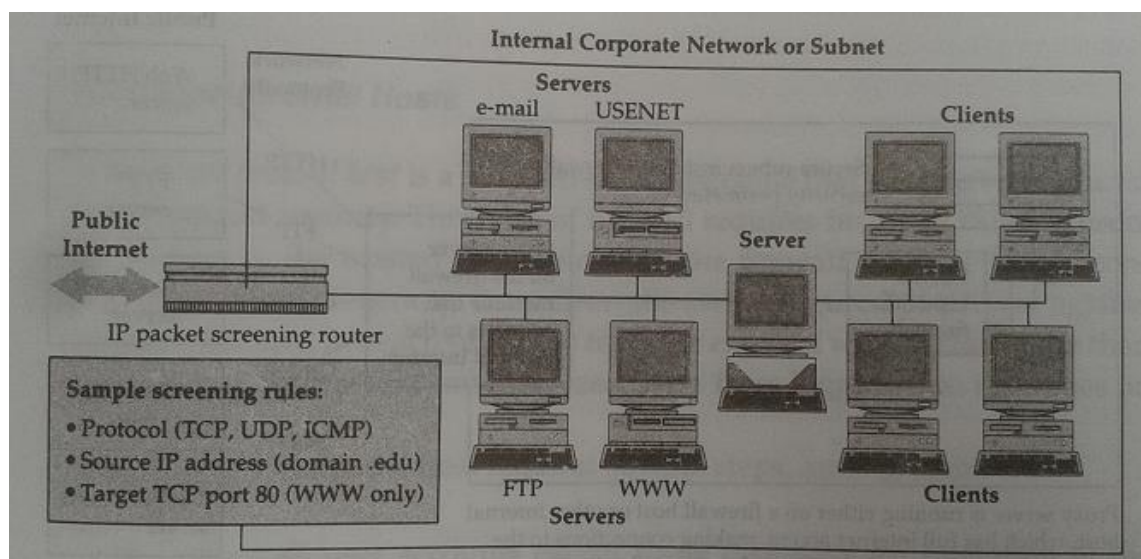 Internal Corporate Network or Subnet
Servers
e-mail USENET
Clients
Public
Internet
Server
IP packet screening router
Sample screening rules:
• Protocol (TCP, UDP, ICMP)
• Source IP address (domain .edu)
• Target TCP port 80 (WWW only)
FTP WWW
Servers
Clients